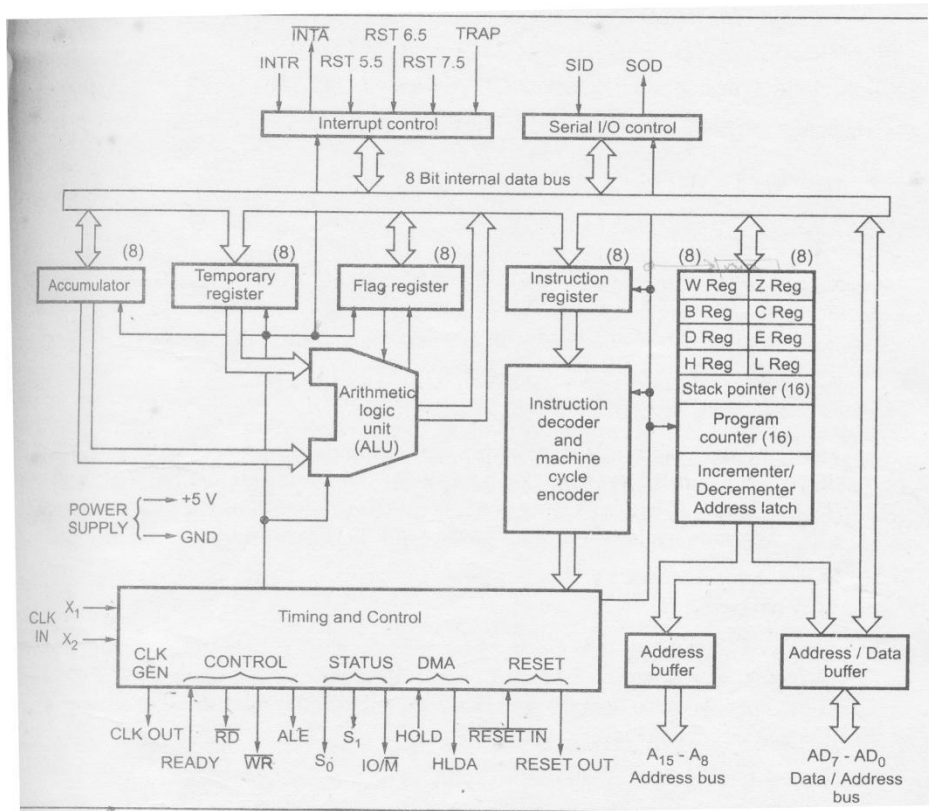 INTA RST 6.5 TRAP
INTR RST 5.5 RST 7.5
SID SOD
Interrupt control
Serial I/O control
8 Bit internal data bus
(8) (8) (8) (8) (8) (8)
Accumulator
Temporary
register
Flag register
Instruction
register
W Reg Z Reg
B Reg C Reg
D Reg E Reg
H Reg L Reg
Stack pointer (16)
Program
counter (16)
Incrementer/
Decrementer
Address latch
Arithmetic
logic
unit
(ALU)
Instruction
decoder
and
machine
cycle
encoder
POWER
SUPPLY
+5 V
GND
CLK
IN
X1
X2
Timing and Control
CLK
GEN
CONTROL STATUS DMA RESET
CLK OUT
READY
RD
WR
ALE
S0
S1
IO/M
HOLD
HLDA
RESET IN
RESET OUT
Address
buffer
Address / Data
buffer
A15 - A8
Address bus
AD7 - AD0
Data / Address
bus